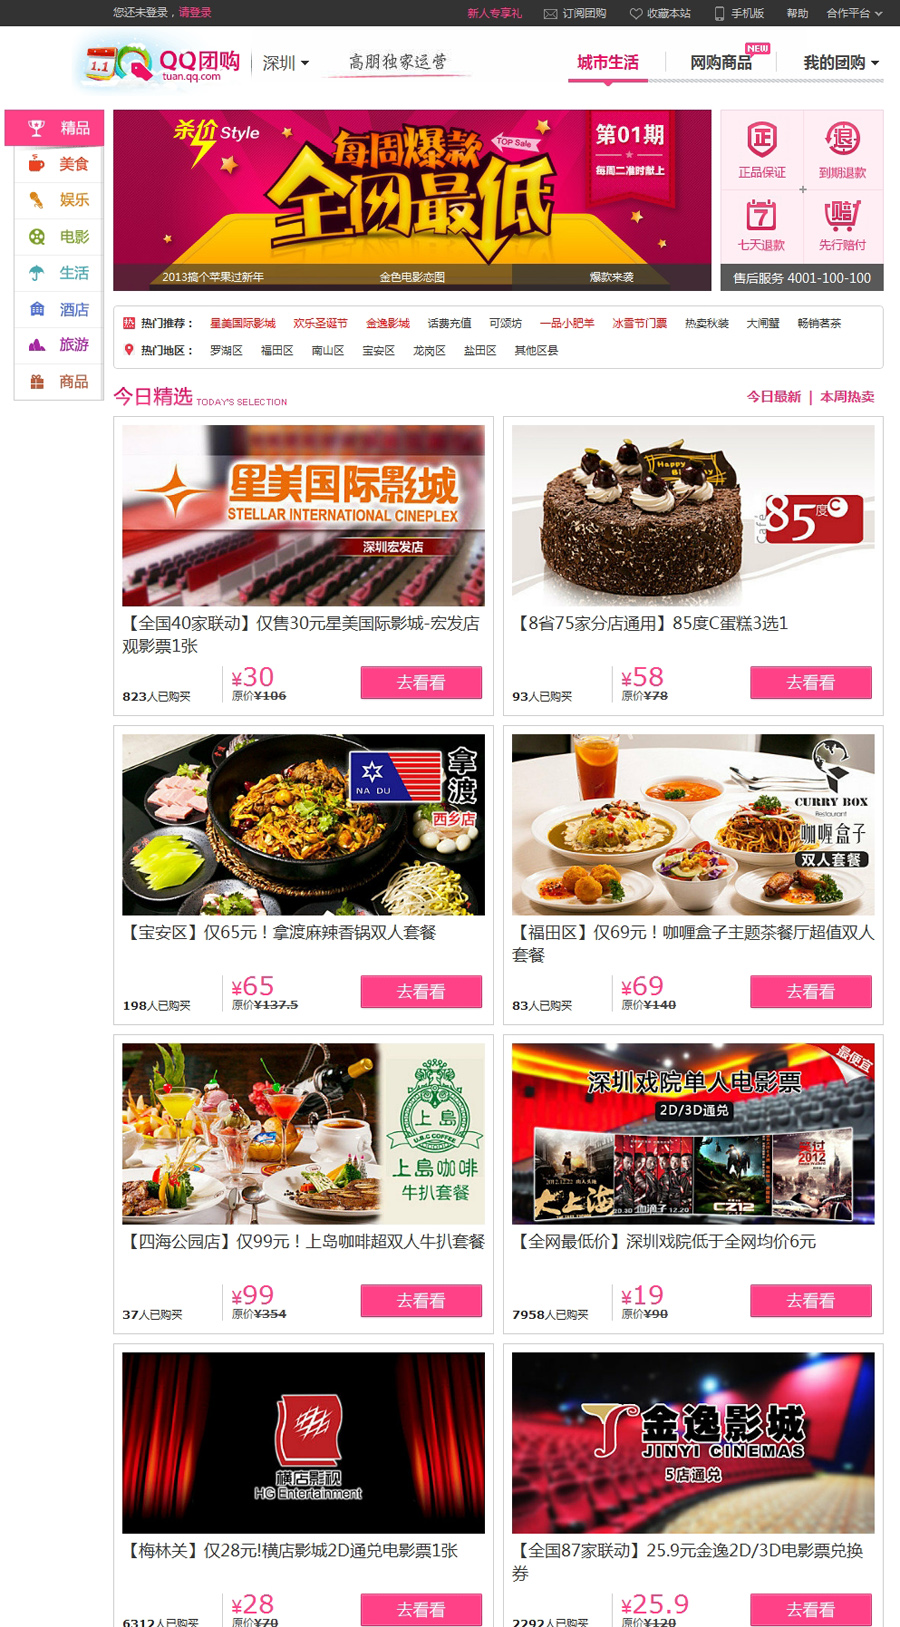 您还未登录，请登录
新人专享礼
订阅团购
收藏本站
手机版
帮助
合作平台
1.1
QQ团购
tuan.qq.com
深圳
高朋独家运营
城市生活
网购商品
NEW
我的团购
精品
美食
娱乐
电影
生活
酒店
旅游
商品
杀价Style
每周爆款
TOP Sale
全网最低
第01期
每周二准时献上
2013搞个苹果过新年
金色电影恋图
爆款来袭
正
正品保证
退
到期退款
7
七天退款
赔
先行赔付
售后服务 4001-100-100
热门推荐： 星美国际影城 欢乐圣诞节 金逸影城 话费充值 可颂坊 一品小肥羊 冰雪节门票 热卖秋装 大闸蟹 畅销茗茶
热门地区： 罗湖区 福田区 南山区 宝安区 龙岗区 盐田区 其他区县
今日精选 TODAY'S SELECTION
今日最新 | 本周热卖
星美国际影城
STELLAR INTERNATIONAL CINEPLEX
深圳宏发店
【全国40家联动】仅售30元星美国际影城-宏发店
观影票1张
823人已购买
¥30
原价¥106
去看看
Happy
Café
85度C
【8省75家分店通用】85度C蛋糕3选1
93人已购买
¥58
原价¥78
去看看
NA DU
拿渡
西乡店
【宝安区】仅65元！拿渡麻辣香锅双人套餐
198人已购买
¥65
原价¥137.5
去看看
CURRY BOX
Restaurant
咖喱盒子
双人套餐
【福田区】仅69元！咖喱盒子主题茶餐厅超值双人
套餐
83人已购买
¥69
原价¥140
去看看
上島
U.B.C COFFEE
上島咖啡
牛扒套餐
【四海公园店】仅99元！上岛咖啡超双人牛扒套餐
37人已购买
¥99
原价¥354
去看看
最便宜
深圳戏院单人电影票
2D/3D通兑
大上海
血滴子 12.20
CZ12
2012
【全网最低价】深圳戏院低于全网均价6元
7958人已购买
¥19
原价¥90
去看看
横店影视
HG Entertainment
【梅林关】仅28元!横店影城2D通兑电影票1张
6312人已购买
¥28
原价¥70
去看看
金逸影城
JINYI CINEMAS
5店通兑
【全国87家联动】25.9元金逸2D/3D电影票兑换
券
2292人已购买
¥25.9
原价¥120
去看看